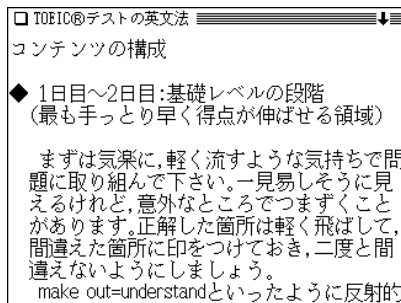 TOEIC®テストの英文法
コンテンツの構成
◆ 1日目〜2日目:基礎レベルの段階
(最も手っとり早く得点が伸ばせる領域)
まずは気楽に,軽く流すような気持ちで問
題に取り組んで下さい。一見易しそうに見
えるけれど,意外なところでつまずくこと
があります。正解した箇所は軽く飛ばして,
間違えた箇所に印をつけておき,二度と間
違えないようにしましょう。
make out=understandといったように反射的